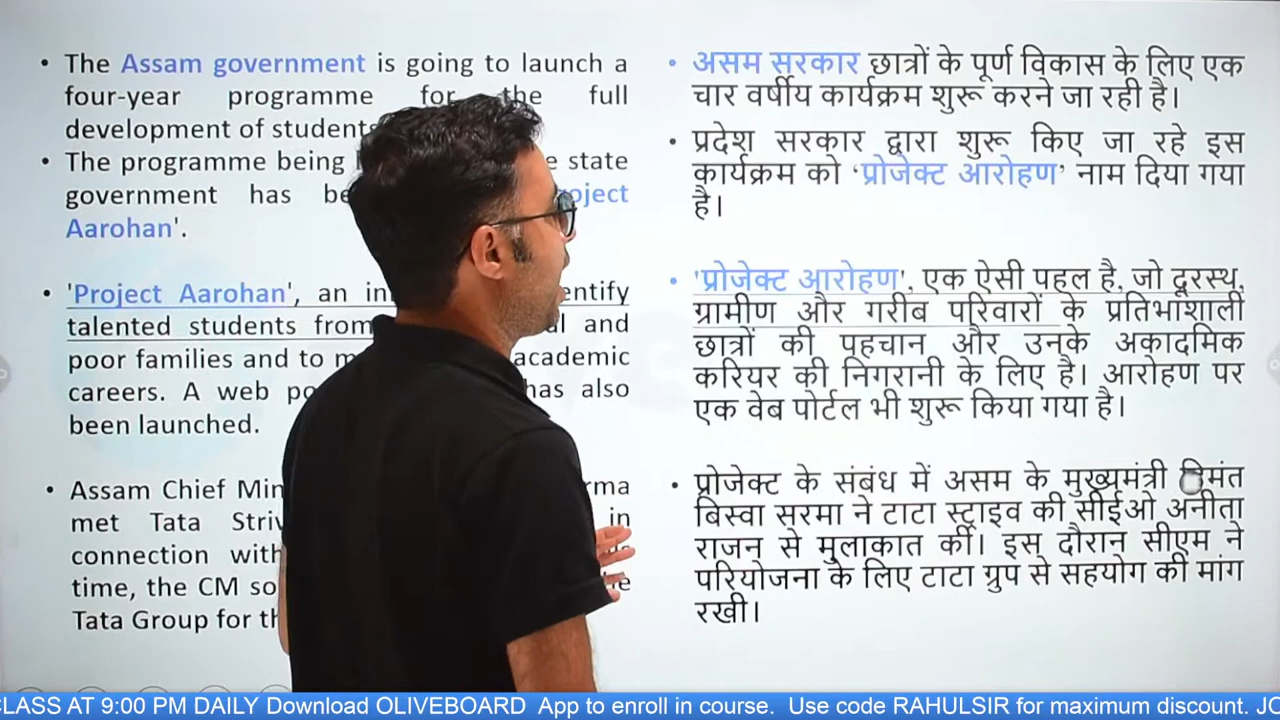 • The Assam government is going to launch a
four-year programme for the full
development of students
• The programme being e state
government has be oject
Aarohan'.
• 'Project Aarohan', an in entify
talented students from al and
poor families and to m academic
careers. A web po has also
been launched.
• Assam Chief Min rma
met Tata Striv in
connection with
time, the CM so e
Tata Group for th
• असम सरकार छात्रों के पूर्ण विकास के लिए एक
चार वर्षीय कार्यक्रम शुरू करने जा रही है।
• प्रदेश सरकार द्वारा शुरू किए जा रहे इस
कार्यक्रम को ‘प्रोजेक्ट आरोहण’ नाम दिया गया
है।
• 'प्रोजेक्ट आरोहण', एक ऐसी पहल है, जो दूरस्थ,
ग्रामीण और गरीब परिवारों के प्रतिभाशाली
छात्रों की पहचान और उनके अकादमिक
करियर की निगरानी के लिए है। आरोहण पर
एक वेब पोर्टल भी शुरू किया गया है।
• प्रोजेक्ट के संबंध में असम के मुख्यमंत्री हिमंत
बिस्वा सरमा ने टाटा स्ट्राइव की सीईओ अनीता
राजन से मुलाकात की। इस दौरान सीएम ने
परियोजना के लिए टाटा ग्रुप से सहयोग की मांग
रखी।
CLASS AT 9:00 PM DAILY Download OLIVEBOARD App to enroll in course. Use code RAHULSIR for maximum discount. JO